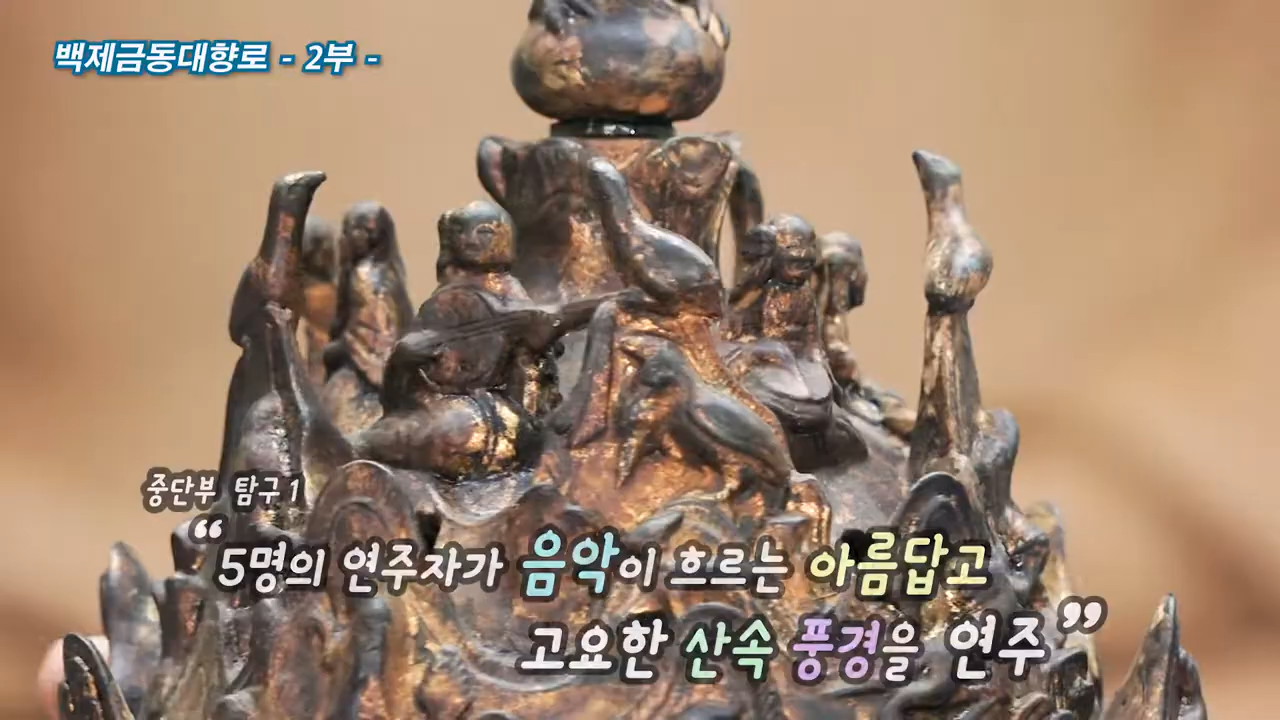 백제금동대향로 - 2부 -
중단부 탐구 1
“5명의 연주자가 음악이 흐르는 아름답고
고요한 산속 풍경을 연주”